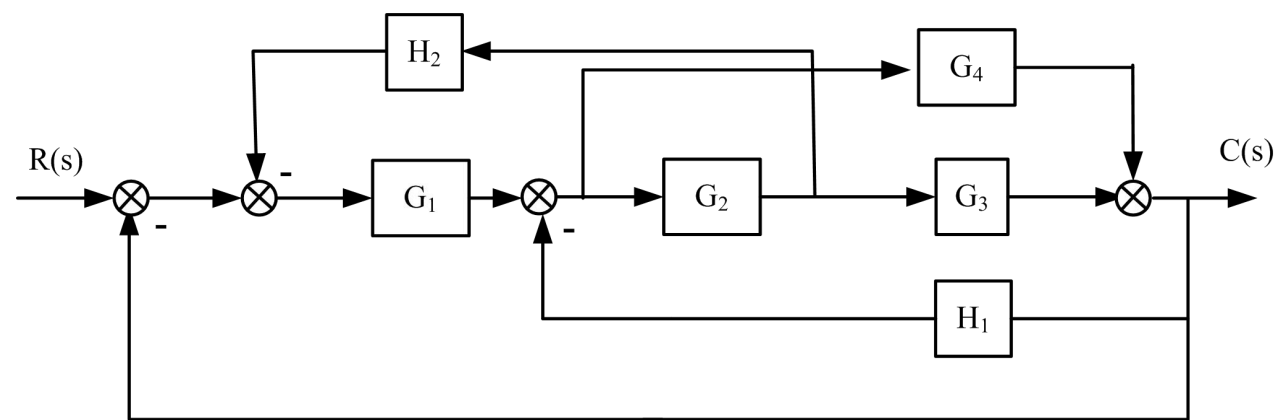 H₂
G₄
R(s)
C(s)
-
G₁
G₂
G₃
-
-
H₁
-